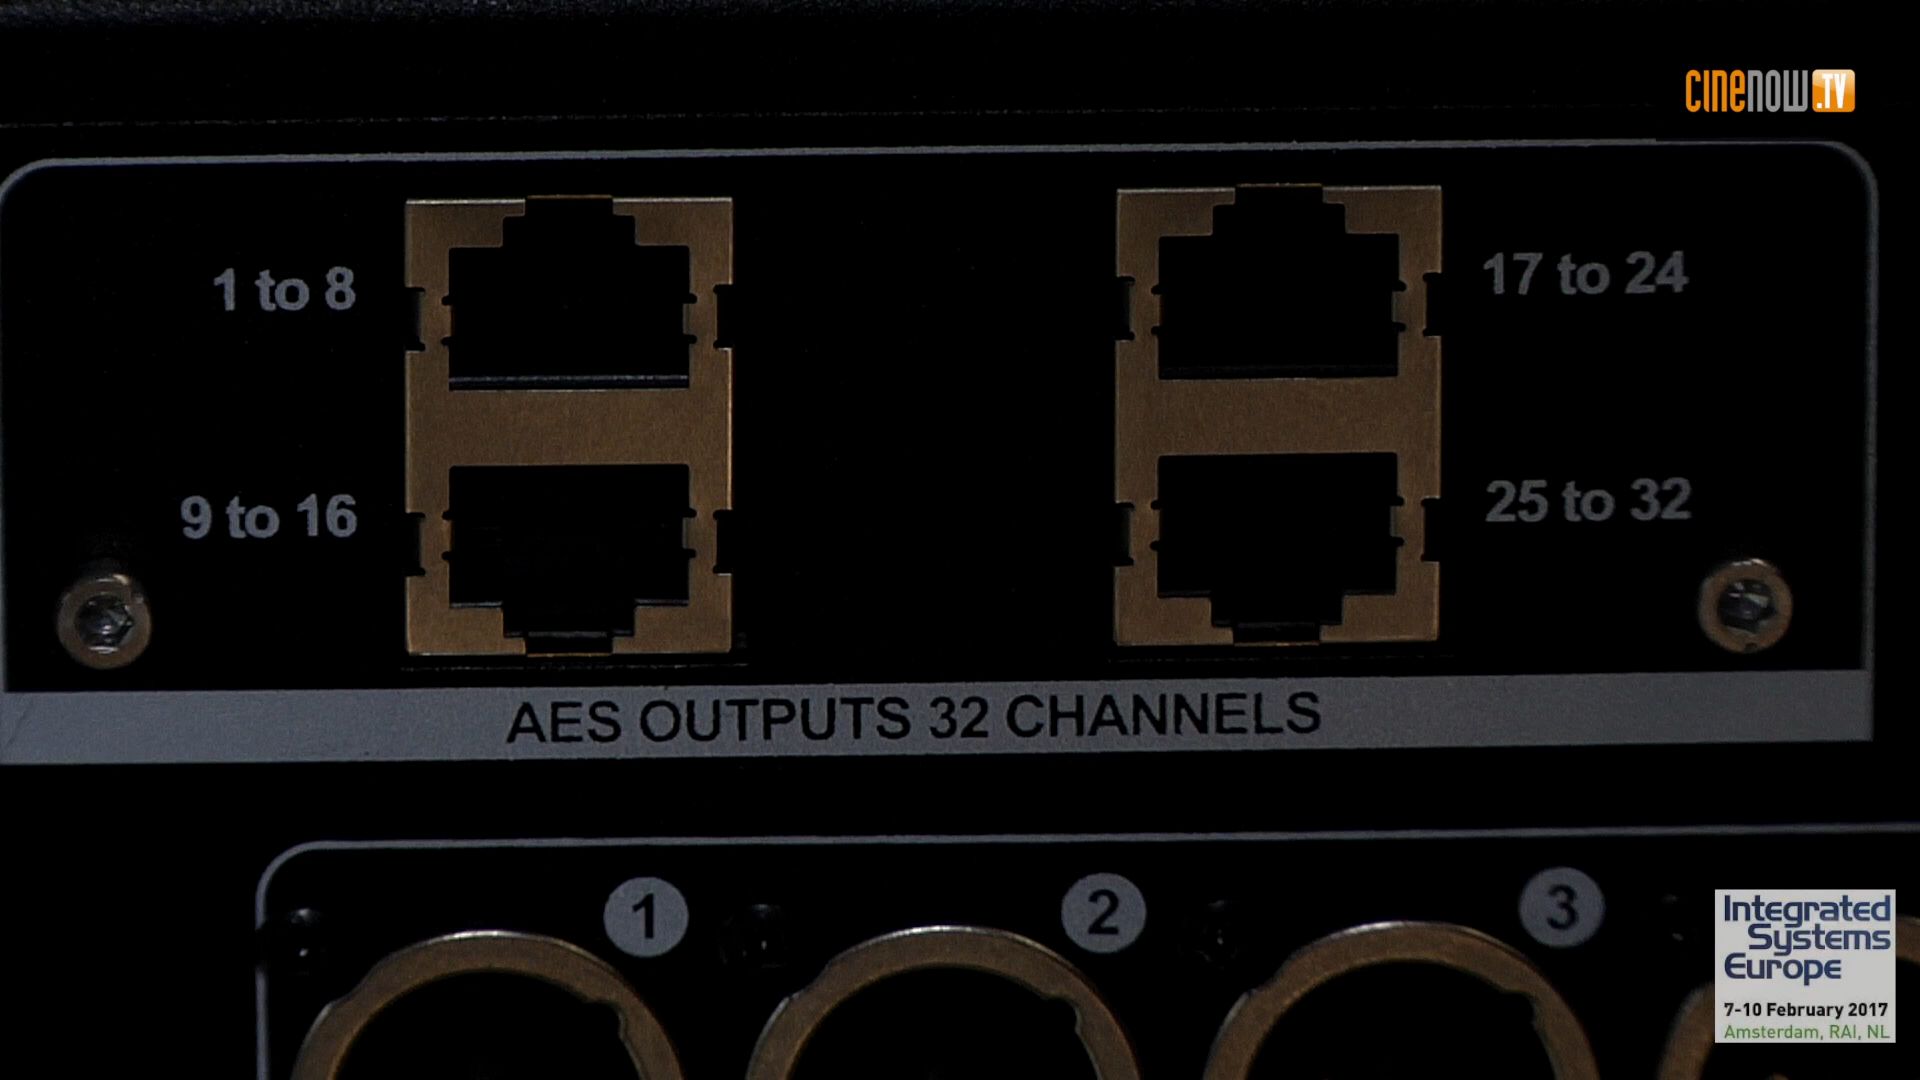 cinenow.TV
1 to 8
17 to 24
9 to 16
25 to 32
AES OUTPUTS 32 CHANNELS
1
2
3
Integrated
Systems
Europe
7-10 February 2017
Amsterdam, RAI, NL